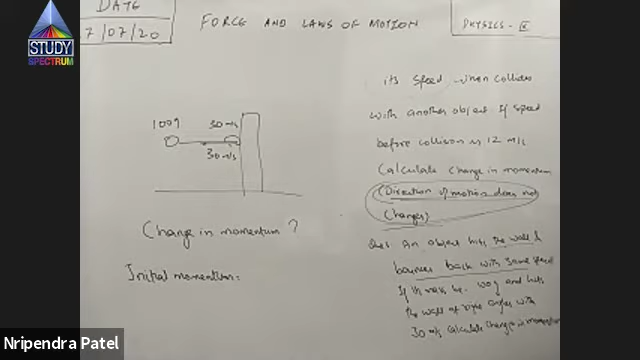 STUDY
SPECTRUM
DATE
7/07/20
FORCE AND LAWS OF MOTION
PHYSICS - IX
its speed when collides
with another object. If speed
before collision is 12 m/s
Calculate change in momentum
(Direction of motion does not
changes)
An object hits the wall &
bounces back with same speed
If its mass be 100g and hits
the wall at right angles with
30 m/s. Calculate change in momentum
100g
30 m/s
30 m/s
Change in momentum ?
Initial momentum =
Nripendra Patel